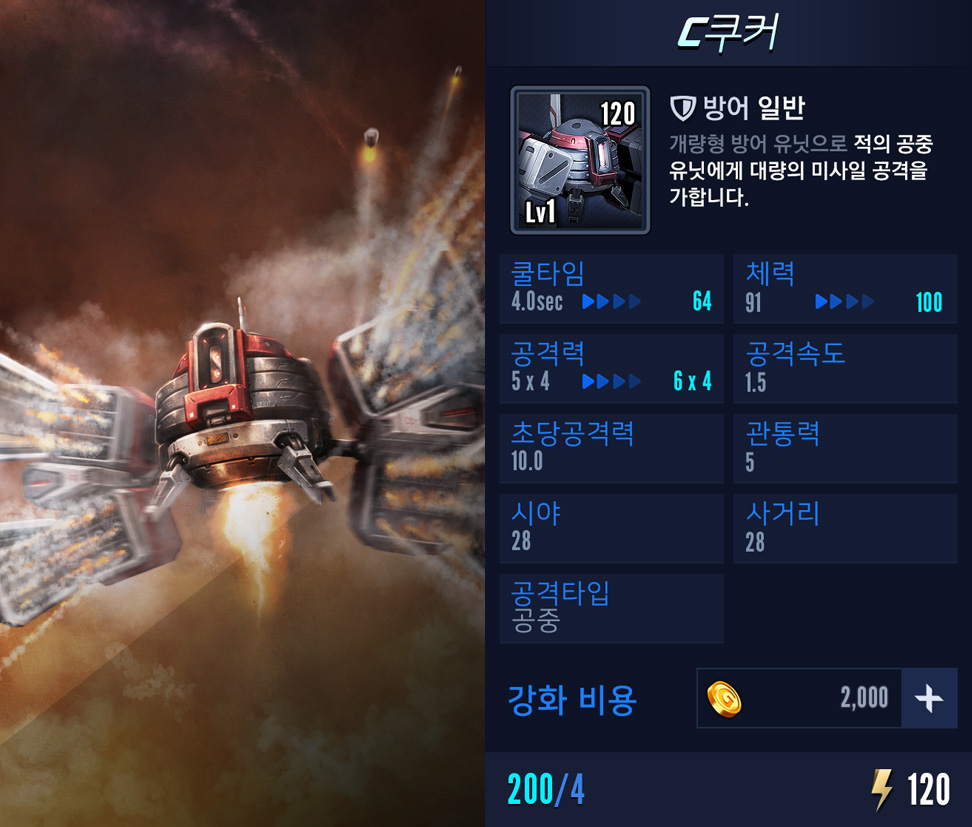 C쿠커
120
Lv1
방어 일반
개량형 방어 유닛으로 적의 공중
유닛에게 대량의 미사일 공격을
가합니다.
쿨타임
4.0sec 64
체력
91 100
공격력
5 x 4 6 x 4
공격속도
1.5
초당공격력
10.0
관통력
5
시야
28
사거리
28
공격타입
공중
강화 비용 2,000
200/4 120